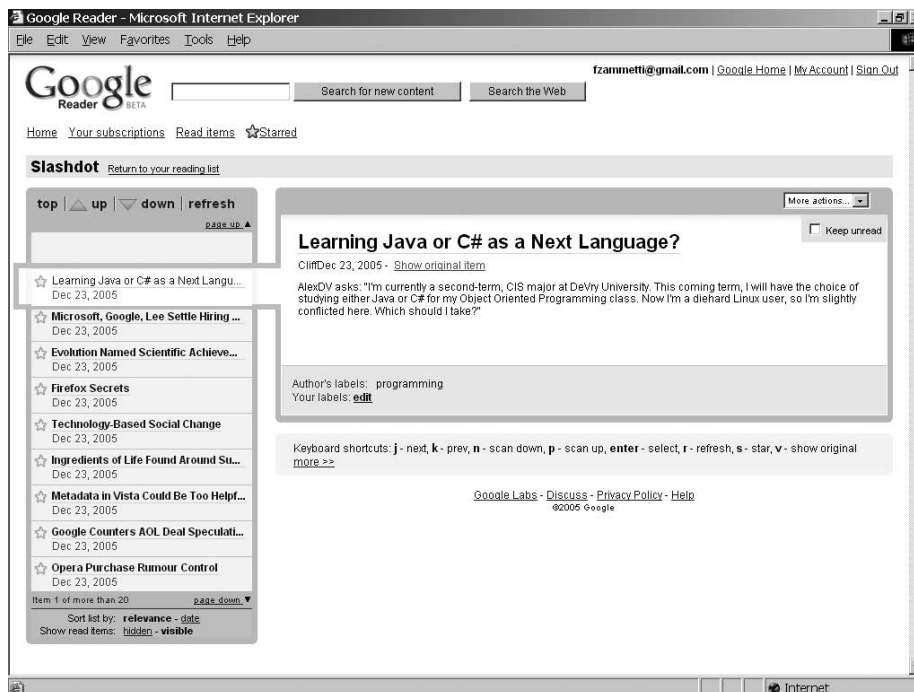 Google Reader - Microsoft Internet Explorer
File Edit View Favorites Tools Help
fzammetti@gmail.com | Google Home | My Account | Sign Out
Google
Reader BETA
Search for new content Search the Web
Home Your subscriptions Read items Starred
Slashdot Return to your reading list
top up down refresh
page up
Learning Java or C# as a Next Langu...
Dec 23, 2005
Microsoft, Google, Lee Settle Hiring ...
Dec 23, 2005
Evolution Named Scientific Achieve...
Dec 23, 2005
Firefox Secrets
Dec 23, 2005
Technology-Based Social Change
Dec 23, 2005
Ingredients of Life Found Around Su...
Dec 23, 2005
Metadata in Vista Could Be Too Helpf...
Dec 23, 2005
Google Counters AOL Deal Speculati...
Dec 23, 2005
Opera Purchase Rumour Control
Dec 23, 2005
Item 1 of more than 20 page down
Sort list by: relevance - date
Show read items: hidden - visible
More actions...
Keep unread
Learning Java or C# as a Next Language?
CliffDec 23, 2005 - Show original item
AlexDV asks: "I'm currently a second-term, CIS major at DeVry University. This coming term, I will have the choice of
studying either Java or C# for my Object Oriented Programming class. Now I'm a diehard Linux user, so I'm slightly
conflicted here. Which should I take?"
Author's labels: programming
Your labels: edit
Keyboard shortcuts: j - next, k - prev, n - scan down, p - scan up, enter - select, r - refresh, s - star, v - show original
more >>
Google Labs - Discuss - Privacy Policy - Help
©2005 Google
Internet